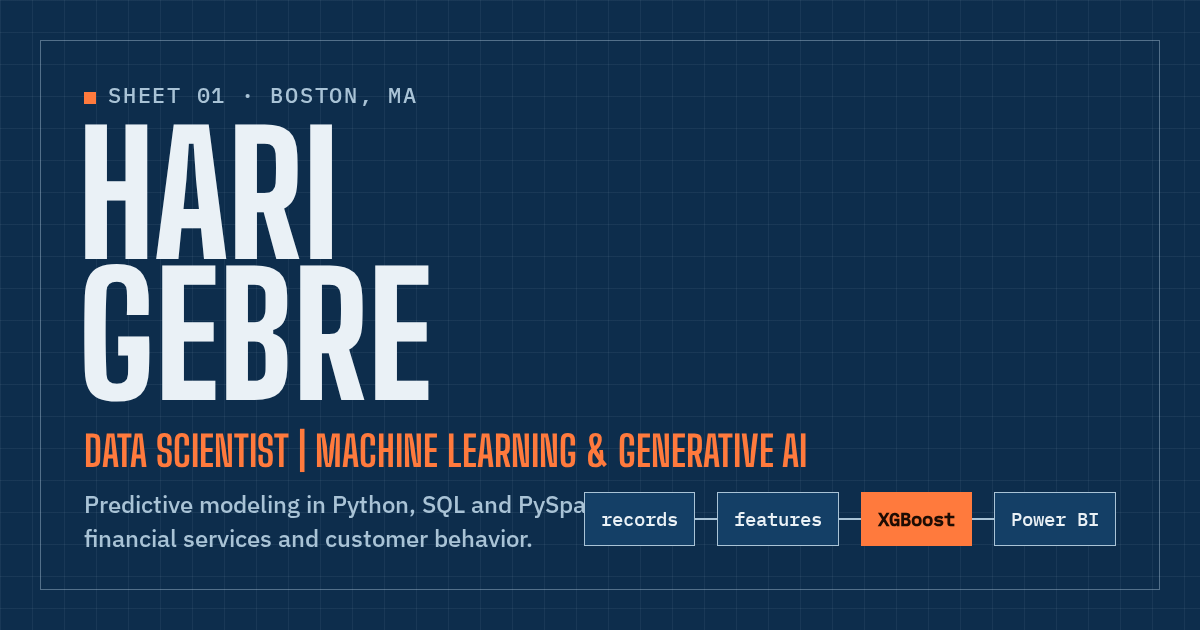 SHEET 01 · BOSTON, MA
HARI
GEBRE
DATA SCIENTIST | MACHINE LEARNING & GENERATIVE AI
Predictive modeling in Python, SQL and PySpa
financial services and customer behavior.
records
features
XGBoost
Power BI